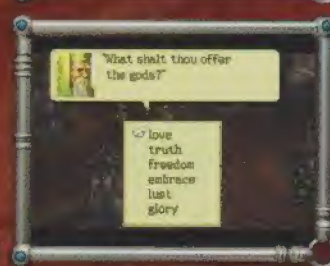 "What shalt thou offer
the gods?"
love
truth
freedom
embrace
lust
glory